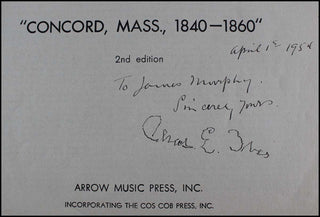 "CONCORD, MASS., 1840—1860"
2nd edition
April 1st 1954
To James Murphy.
Sincerely Yours.
Chas E. Ives
ARROW MUSIC PRESS, INC.
INCORPORATING THE COS COB PRESS, INC.